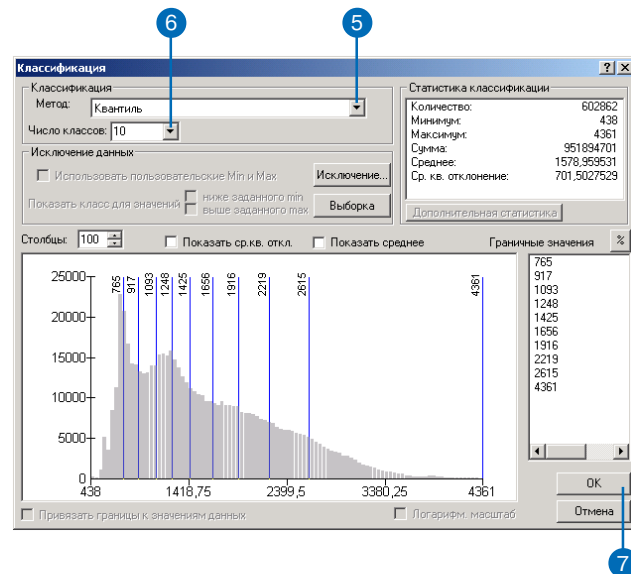 6
5
Классификация
Классификация
Метод: Квантиль
Число классов: 10
Исключение данных
Использовать пользовательские Min и Max
Исключение...
Показать класс для значений
ниже заданного min
выше заданного max
Выборка
Статистика классификации
Количество: 602862
Минимум: 438
Максимум: 4361
Сумма: 951894701
Среднее: 1578,959531
Ср. кв. отклонение: 701,5027529
Дополнительная статистика
Столбцы: 100
Показать ср.кв. откл.
Показать среднее
Граничные значения
%
25000
20000
15000
10000
5000
0
765
917
1093
1248
1425
1656
1916
2219
2615
4361
438
1418,75
2399,5
3380,25
4361
765
917
1093
1248
1425
1656
1916
2219
2615
4361
OK
Отмена
Привязать границы к значениям данных
Логарифм. масштаб
7